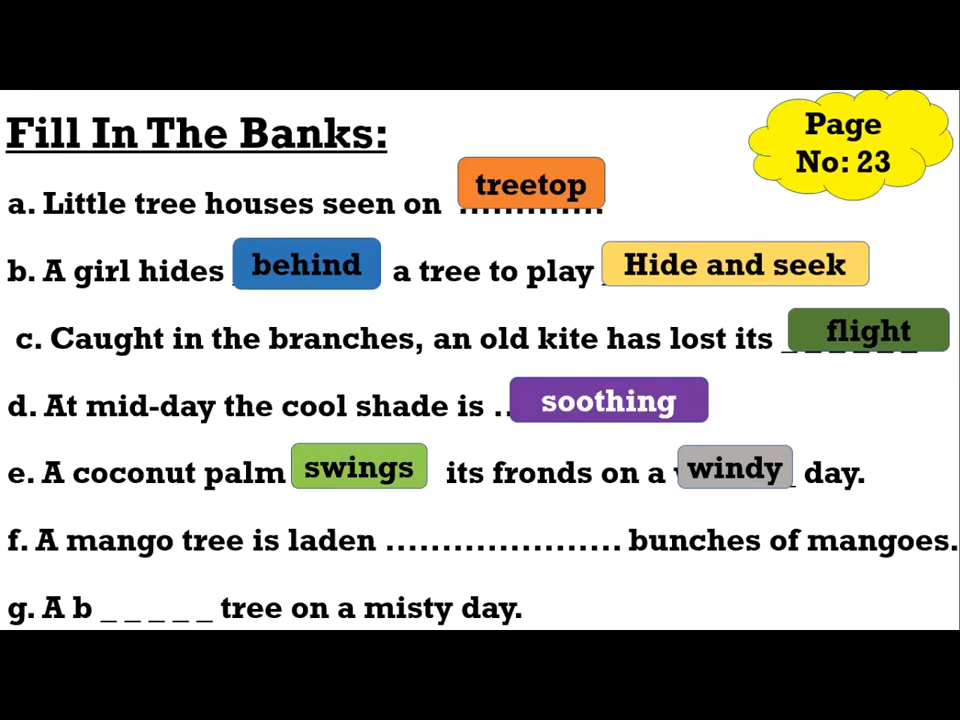 Fill In The Banks:
Page
No: 23
a. Little tree houses seen on treetop .............
b. A girl hides behind a tree to play Hide and seek
c. Caught in the branches, an old kite has lost its flight _ _ _ _ _ _
d. At mid-day the cool shade is .. soothing
e. A coconut palm swings its fronds on a windy _ day.
f. A mango tree is laden ..................... bunches of mangoes.
g. A b _ _ _ _ _ tree on a misty day.